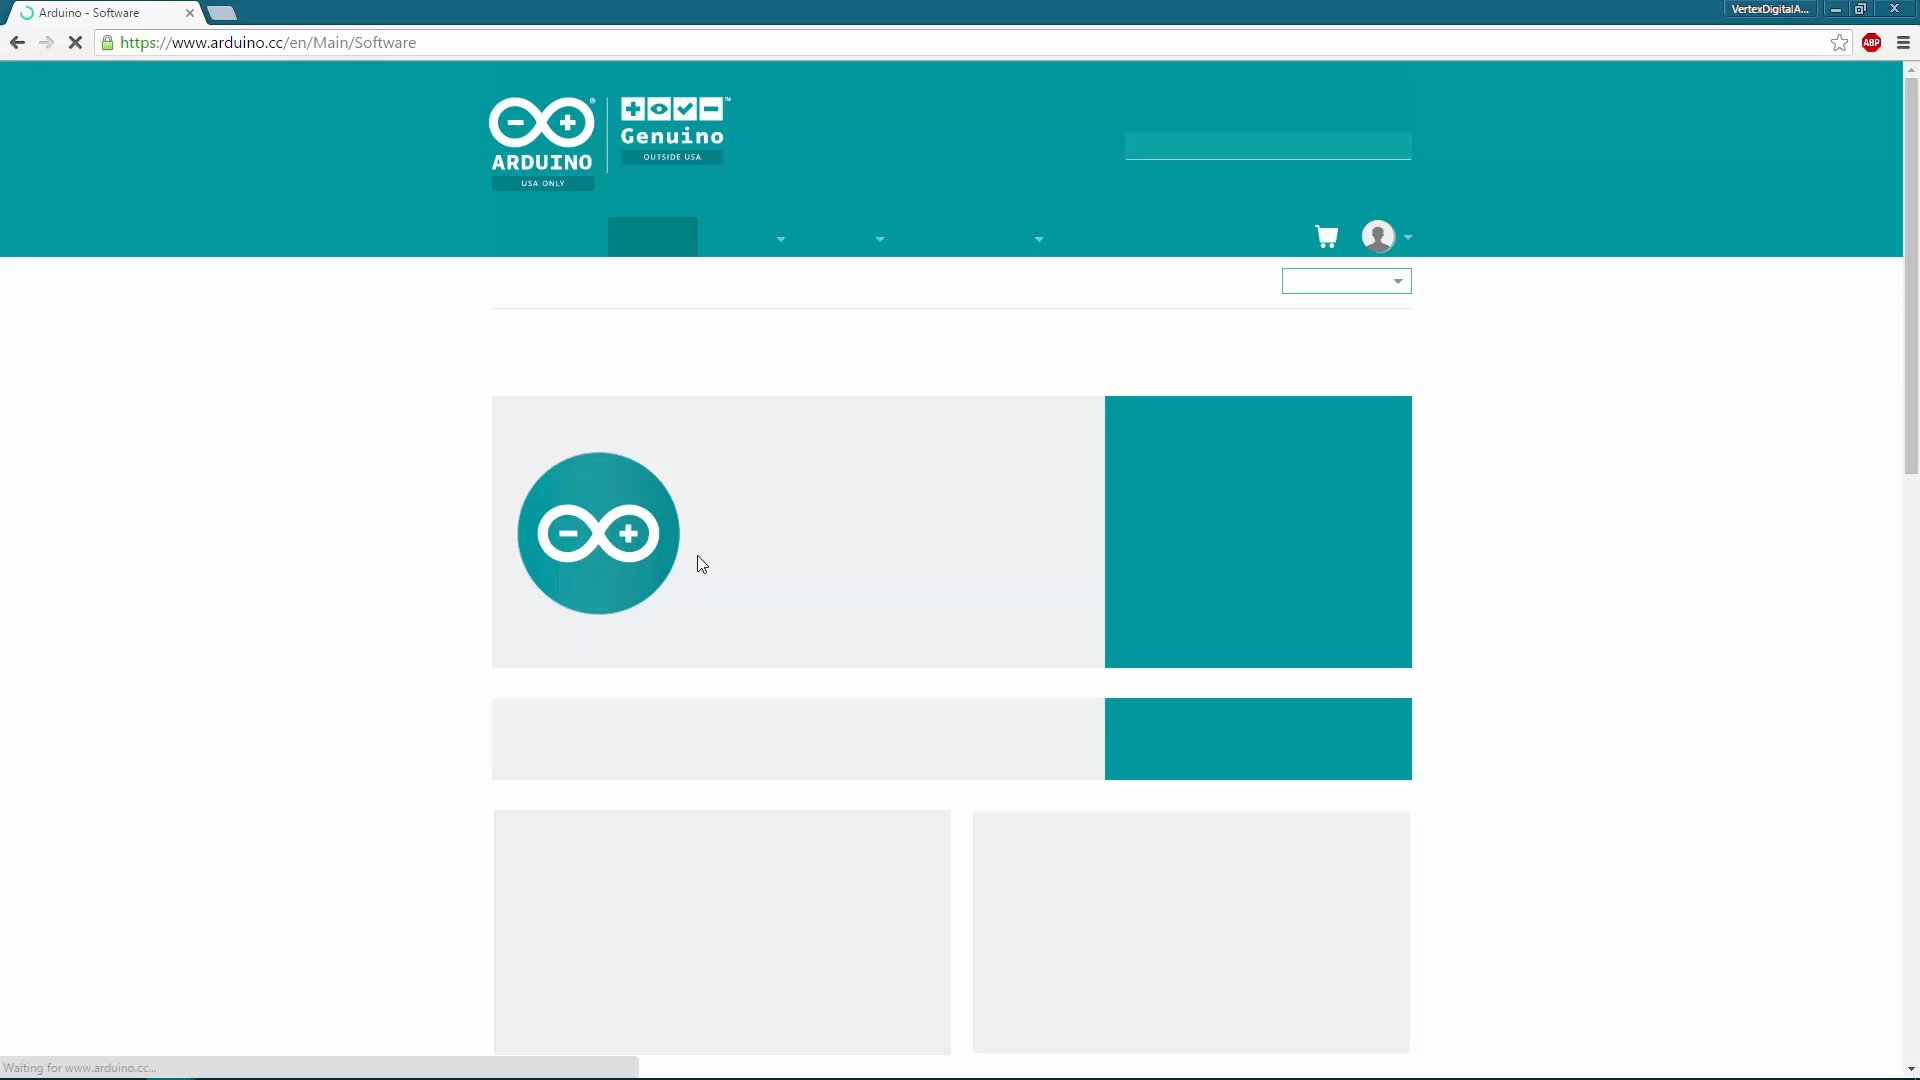 Arduino - Software
VertexDigitalA...
https://www.arduino.cc/en/Main/Software
ABP
ARDUINO
USA ONLY
Genuino
OUTSIDE USA
Waiting for www.arduino.cc...